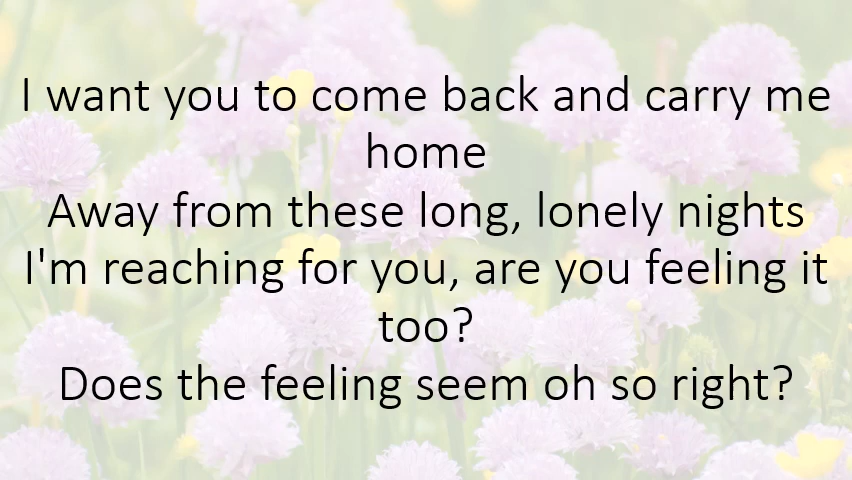 I want you to come back and carry me
home
Away from these long, lonely nights
I'm reaching for you, are you feeling it
too?
Does the feeling seem oh so right?